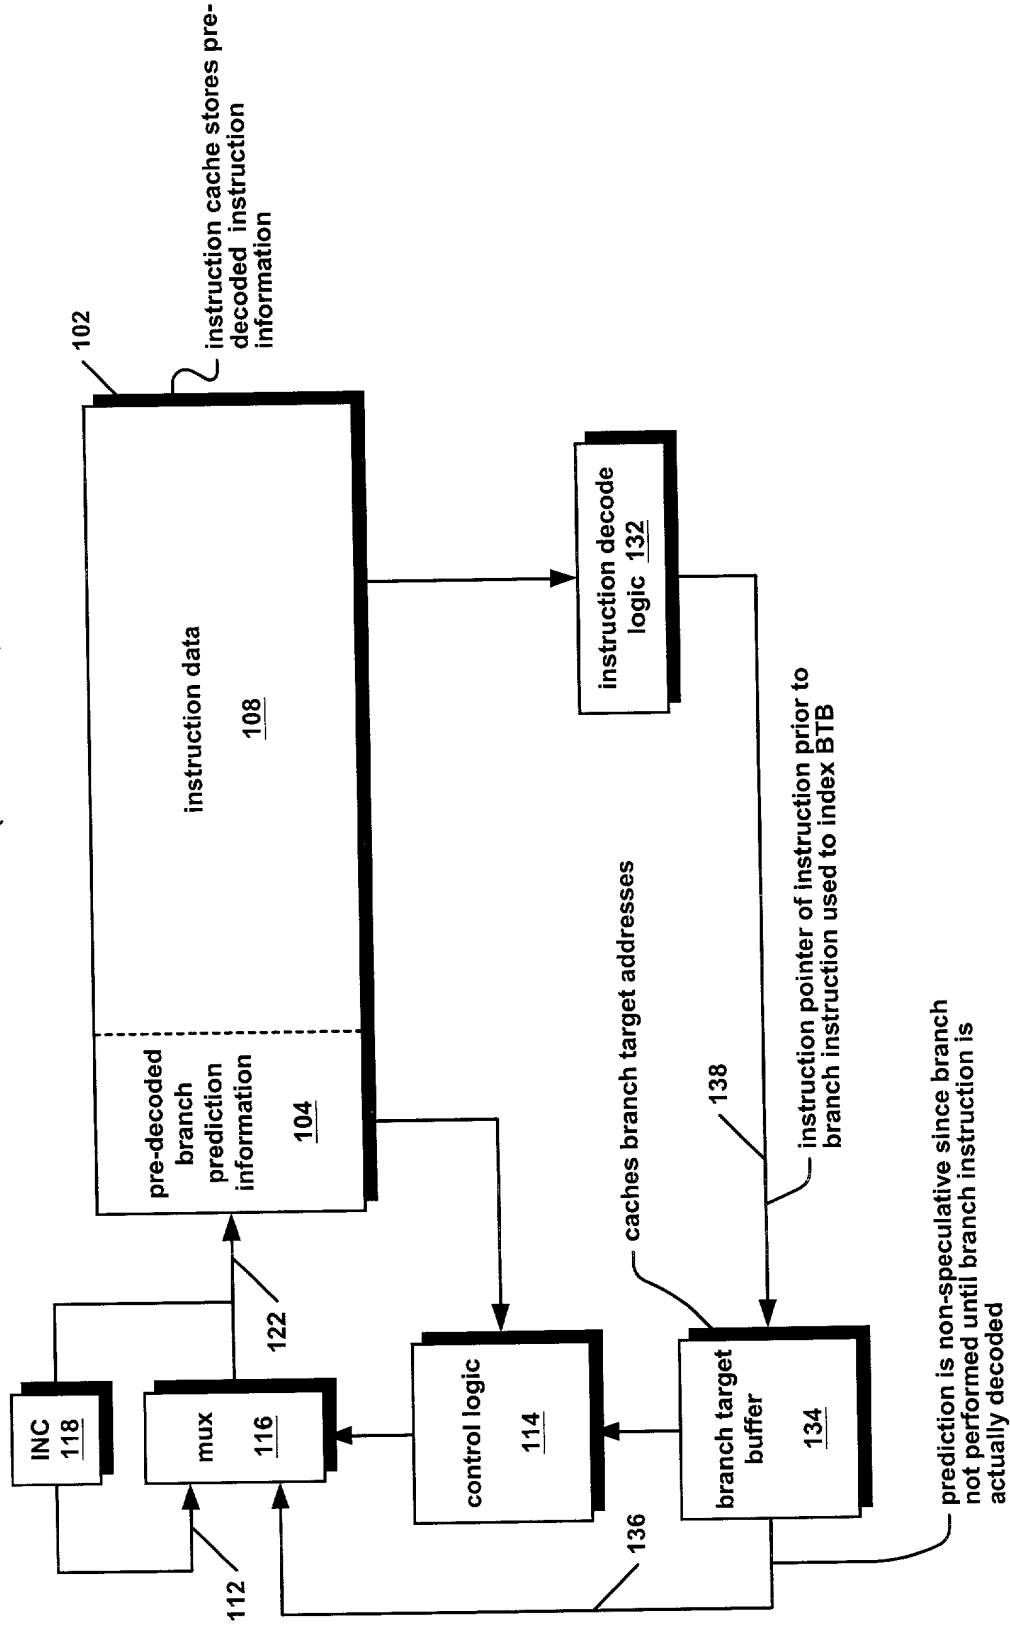 INC
118
112
mux
116
122
136
control logic
114
branch target
buffer
134
pre-decoded
branch
prediction
information
104
instruction data
108
102
instruction cache stores pre-
decoded instruction
information
instruction decode
logic 132
138
caches branch target addresses
instruction pointer of instruction prior to
branch instruction used to index BTB
prediction is non-speculative since branch
not performed until branch instruction is
actually decoded